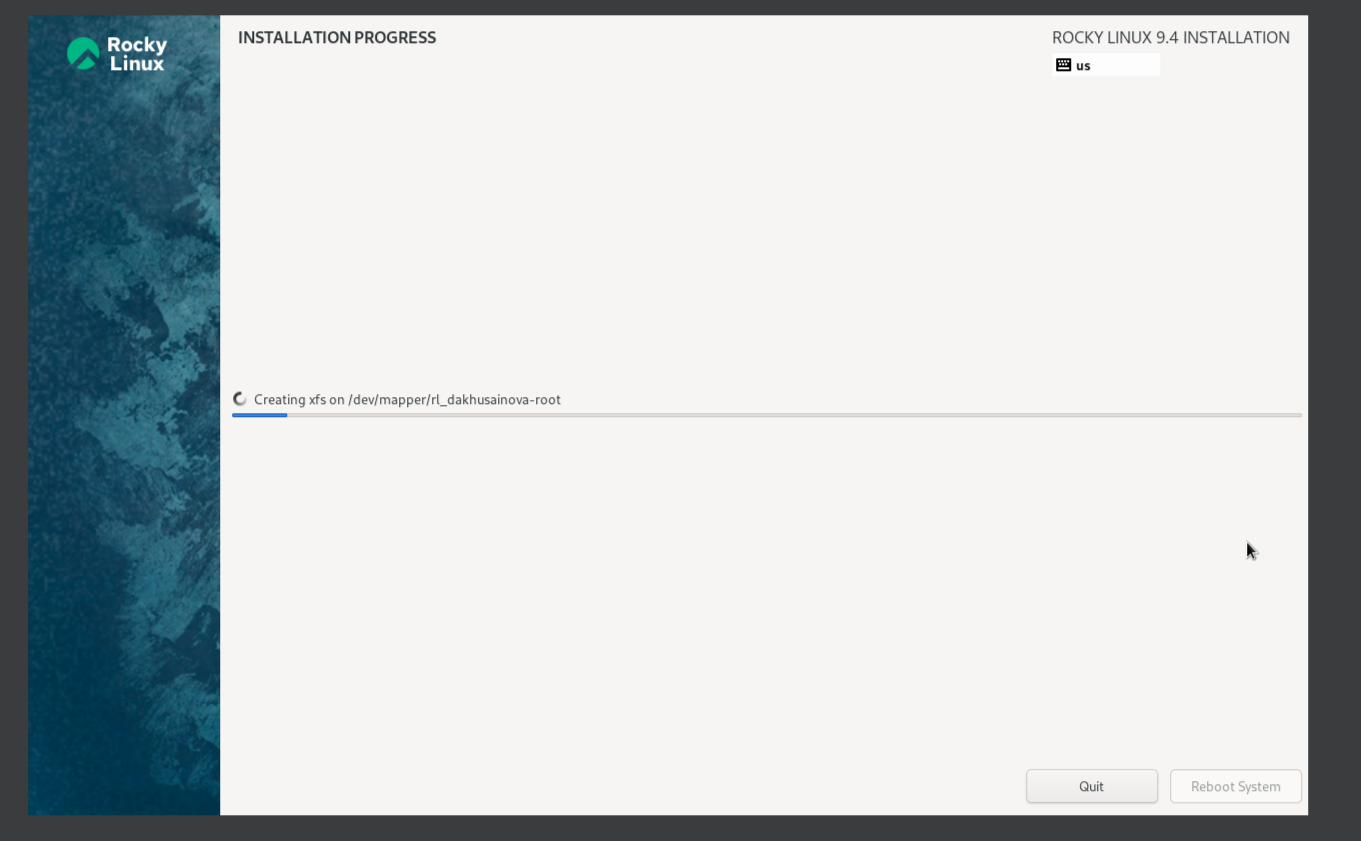 Rocky
Linux
INSTALLATION PROGRESS
ROCKY LINUX 9.4 INSTALLATION
us
Creating xfs on /dev/mapper/rl_dakhusainova-root
Quit
Reboot System